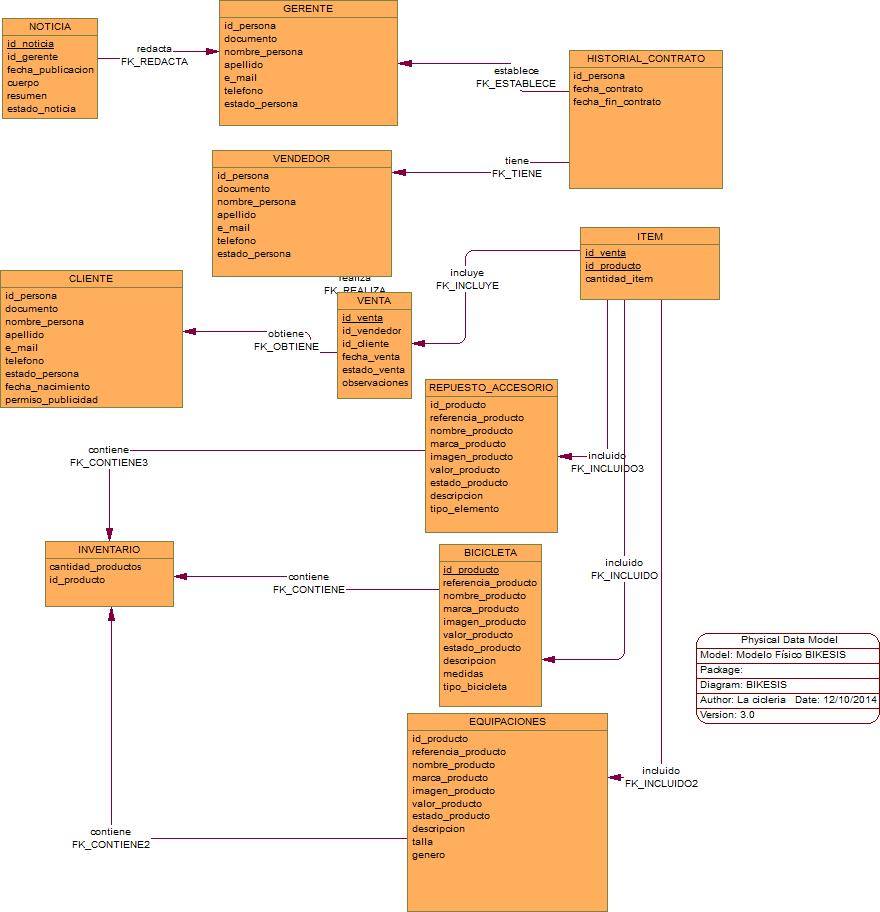 NOTICIA
id_noticia
id_gerente
fecha_publicacion
cuerpo
resumen
estado_noticia
redacta
FK_REDACTA
GERENTE
id_persona
documento
nombre_persona
apellido
e_mail
telefono
estado_persona
establece
FK_ESTABLECE
HISTORIAL_CONTRATO
id_persona
fecha_contrato
fecha_fin_contrato
VENDEDOR
id_persona
documento
nombre_persona
apellido
e_mail
telefono
estado_persona
tiene
FK_TIENE
ITEM
id_venta
id_producto
cantidad_item
CLIENTE
id_persona
documento
nombre_persona
apellido
e_mail
telefono
estado_persona
fecha_nacimiento
permiso_publicidad
realiza
FK_REALIZA
incluye
FK_INCLUYE
VENTA
id_venta
id_vendedor
id_cliente
fecha_venta
estado_venta
observaciones
obtiene
FK_OBTIENE
REPUESTO_ACCESORIO
id_producto
referencia_producto
nombre_producto
marca_producto
imagen_producto
valor_producto
estado_producto
descripcion
tipo_elemento
contiene
FK_CONTIENE3
incluido
FK_INCLUIDO3
INVENTARIO
cantidad_productos
id_producto
contiene
FK_CONTIENE
BICICLETA
id_producto
referencia_producto
nombre_producto
marca_producto
imagen_producto
valor_producto
estado_producto
descripcion
medidas
tipo_bicicleta
incluido
FK_INCLUIDO
Physical Data Model
Model: Modelo Físico BIKESIS
Package:
Diagram: BIKESIS
Author: La cicleria Date: 12/10/2014
Version: 3.0
EQUIPACIONES
id_producto
referencia_producto
nombre_producto
marca_producto
imagen_producto
valor_producto
estado_producto
descripcion
talla
genero
incluido
FK_INCLUIDO2
contiene
FK_CONTIENE2